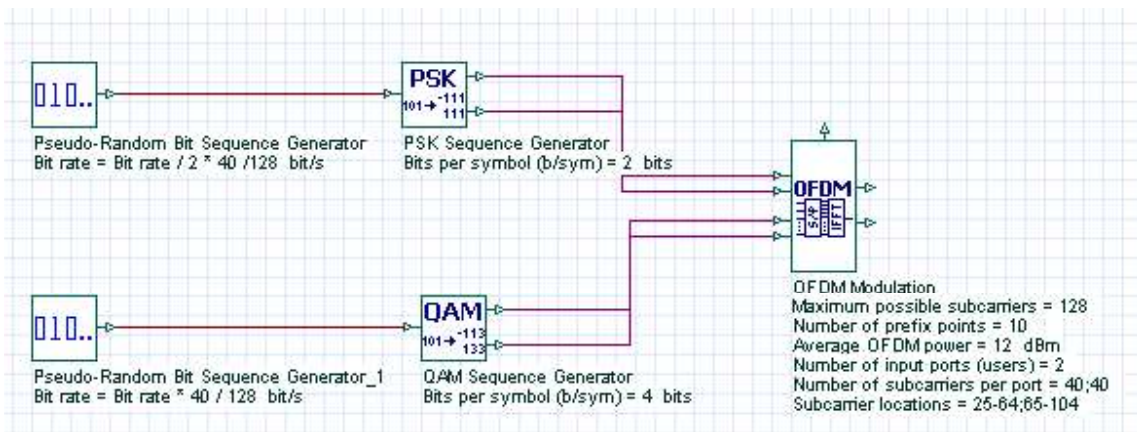 010..
Pseudo-Random Bit Sequence Generator
Bit rate = Bit rate / 2 * 40 /128 bit/s
PSK
101→ -111
111
PSK Sequence Generator
Bits per symbol (b/sym) = 2 bits
OFDM
S/P
IFFT
OFDM Modulation
Maximum possible subcarriers = 128
Number of prefix points = 10
Average OFDM power = 12 dBm
Number of input ports (users) = 2
Number of subcarriers per port = 40;40
Subcarrier locations = 25-64;65-104
010..
Pseudo-Random Bit Sequence Generator_1
Bit rate = Bit rate * 40 / 128 bit/s
QAM
101→ -113
133
QAM Sequence Generator
Bits per symbol (b/sym) = 4 bits